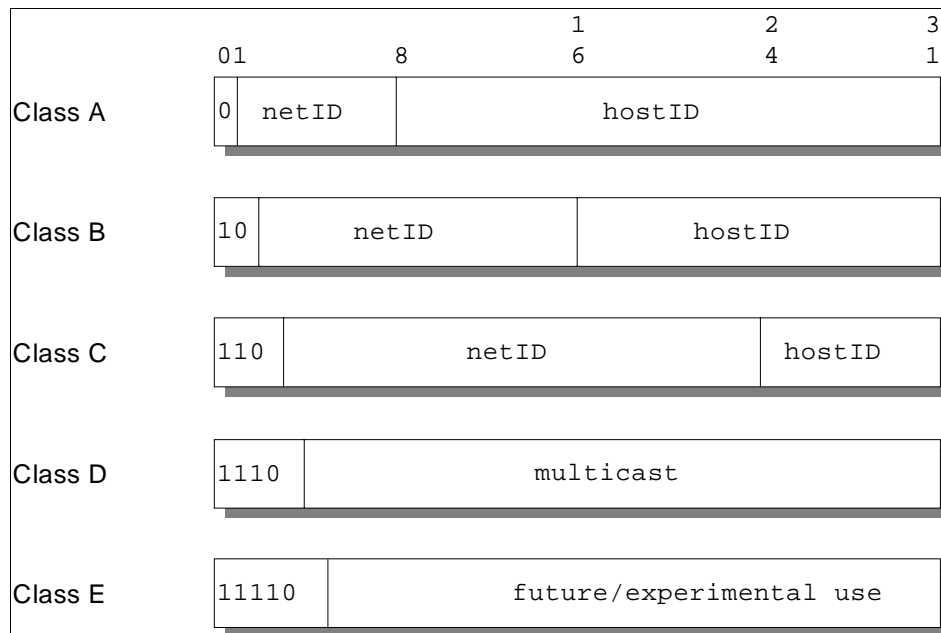 1 2 3
01 8 6 4 1
Class A 0 netID hostID
Class B 10 netID hostID
Class C 110 netID hostID
Class D 1110 multicast
Class E 11110 future/experimental use